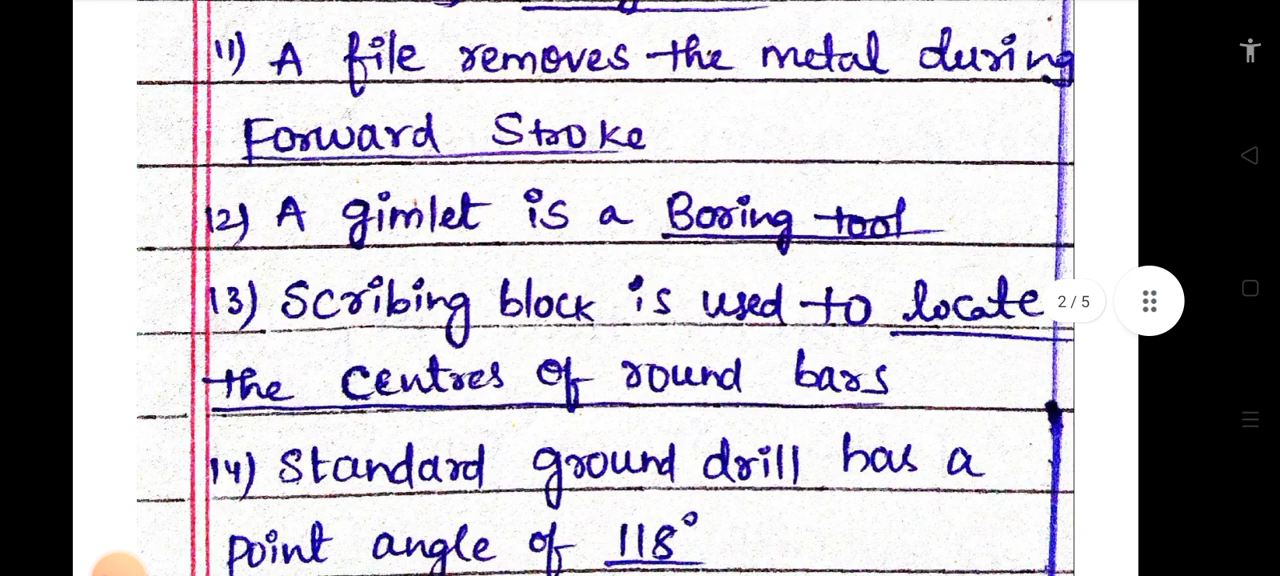 11) A file removes the metal during
Forward Stroke
12) A gimlet is a Boring tool
13) Scribing block is used to locate
2 / 5
the centres of round bars
14) Standard ground drill has a
point angle of 118°